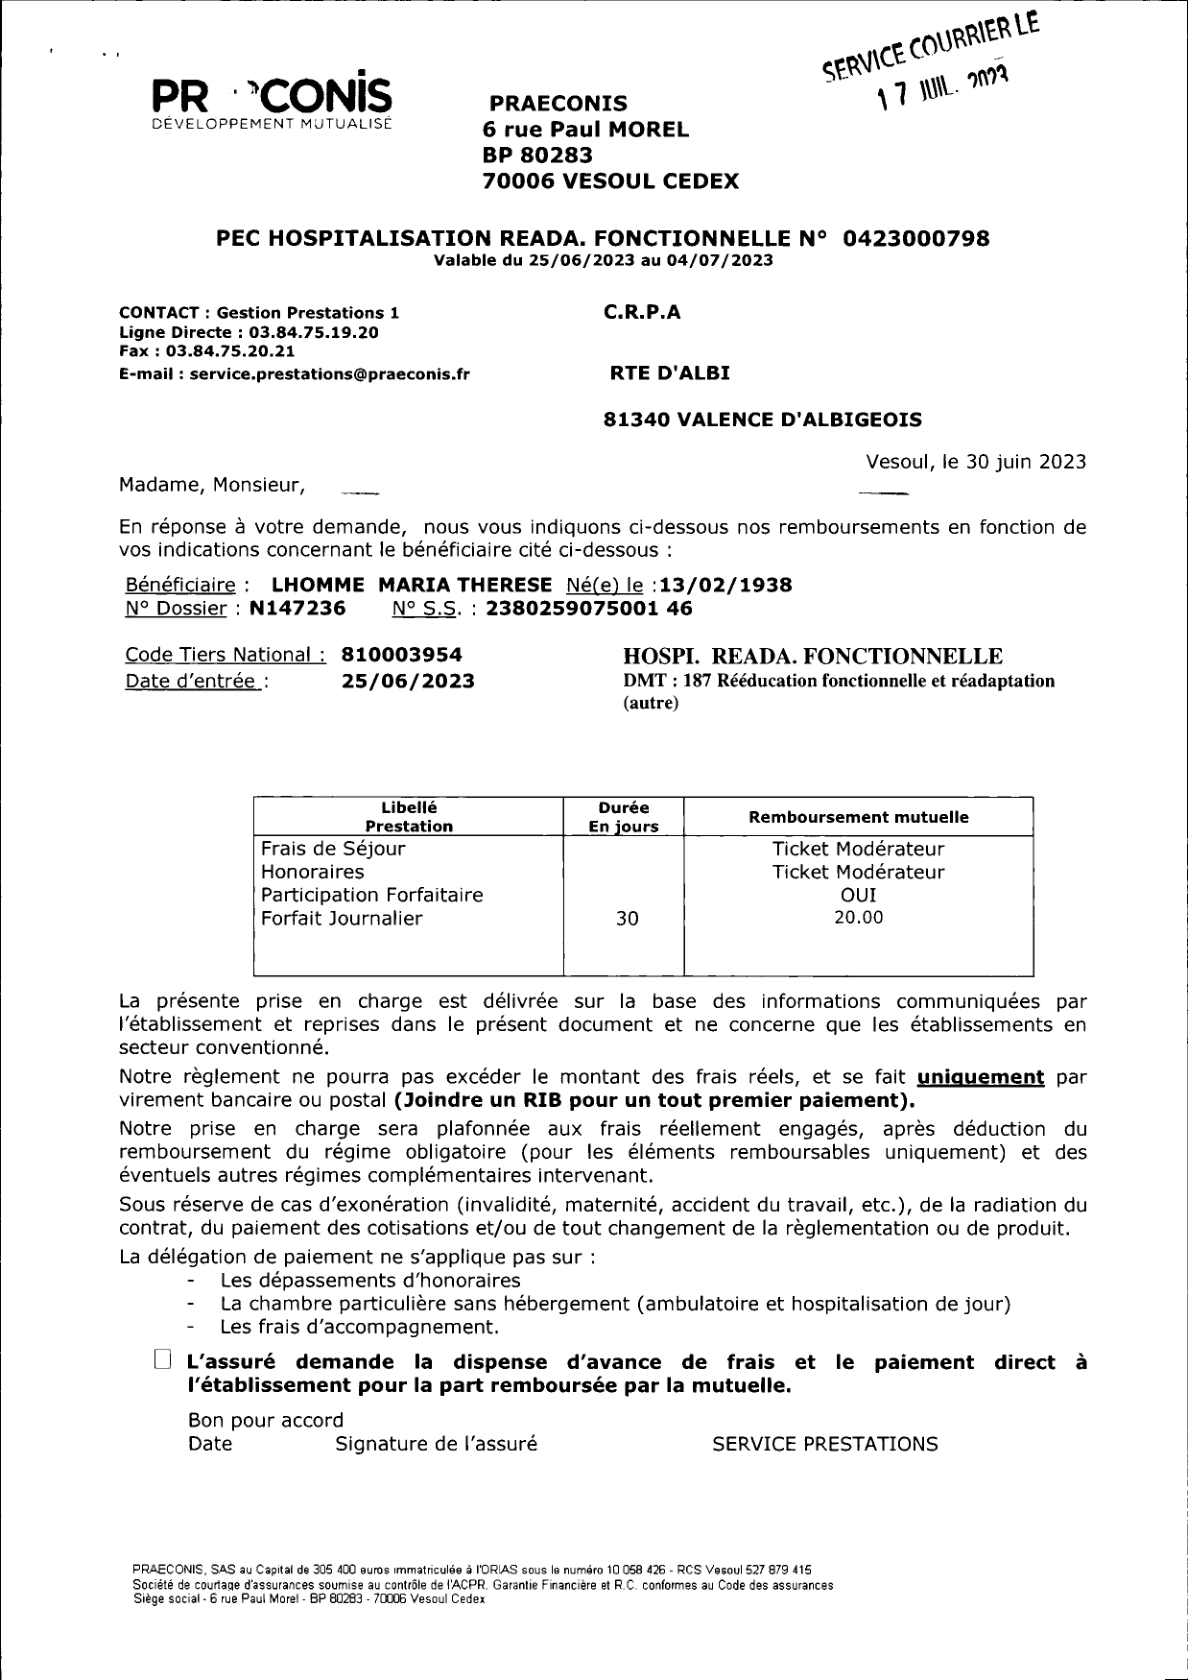 SERVICE COURRIER LE
17 JUIL. 2023
PR CONIS
DÉVELOPPEMENT MUTUALISÉ
PRAECONIS
6 rue Paul MOREL
BP 80283
70006 VESOUL CEDEX
PEC HOSPITALISATION READA. FONCTIONNELLE N° 0423000798
Valable du 25/06/2023 au 04/07/2023
CONTACT : Gestion Prestations 1
Ligne Directe : 03.84.75.19.20
Fax : 03.84.75.20.21
E-mail : service.prestations@praeconis.fr
C.R.P.A
RTE D'ALBI
81340 VALENCE D'ALBIGEOIS
Vesoul, le 30 juin 2023
Madame, Monsieur,
En réponse à votre demande, nous vous indiquons ci-dessous nos remboursements en fonction de
vos indications concernant le bénéficiaire cité ci-dessous :
Bénéficiaire : LHOMME MARIA THERESE Né(e) le :13/02/1938
N° Dossier : N147236 N° S.S. : 2380259075001 46
Code Tiers National : 810003954
Date d'entrée : 25/06/2023
HOSPI. READA. FONCTIONNELLE
DMT : 187 Rééducation fonctionnelle et réadaptation
(autre)
Libellé Prestation Durée En jours Remboursement mutuelle
Frais de Séjour Ticket Modérateur
Honoraires Ticket Modérateur
Participation Forfaitaire OUI
Forfait Journalier 30 20.00
La présente prise en charge est délivrée sur la base des informations communiquées par
l'établissement et reprises dans le présent document et ne concerne que les établissements en
secteur conventionné.
Notre règlement ne pourra pas excéder le montant des frais réels, et se fait uniquement par
virement bancaire ou postal (Joindre un RIB pour un tout premier paiement).
Notre prise en charge sera plafonnée aux frais réellement engagés, après déduction du
remboursement du régime obligatoire (pour les éléments remboursables uniquement) et des
éventuels autres régimes complémentaires intervenant.
Sous réserve de cas d'exonération (invalidité, maternité, accident du travail, etc.), de la radiation du
contrat, du paiement des cotisations et/ou de tout changement de la règlementation ou de produit.
La délégation de paiement ne s'applique pas sur :
- Les dépassements d'honoraires
- La chambre particulière sans hébergement (ambulatoire et hospitalisation de jour)
- Les frais d'accompagnement.
L'assuré demande la dispense d'avance de frais et le paiement direct à
l'établissement pour la part remboursée par la mutuelle.
Bon pour accord
Date Signature de l'assuré SERVICE PRESTATIONS
PRAECONIS, SAS au Capital de 305 400 euros immatriculée à l'ORIAS sous le numéro 10 058 426 - RCS Vesoul 527 879 415
Société de courtage d'assurances soumise au contrôle de l'ACPR. Garantie Financière et R.C. conformes au Code des assurances
Siège social - 6 rue Paul Morel - BP 80283 - 70006 Vesoul Cedex